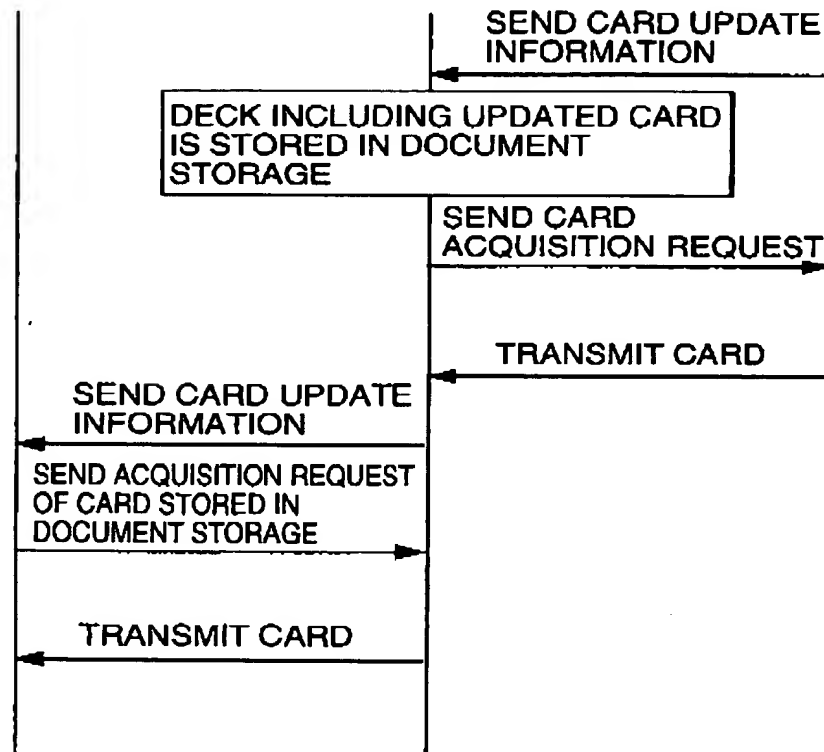 SEND CARD UPDATE
INFORMATION
DECK INCLUDING UPDATED CARD
IS STORED IN DOCUMENT
STORAGE
SEND CARD
ACQUISITION REQUEST
TRANSMIT CARD
SEND CARD UPDATE
INFORMATION
SEND ACQUISITION REQUEST
OF CARD STORED IN
DOCUMENT STORAGE
TRANSMIT CARD